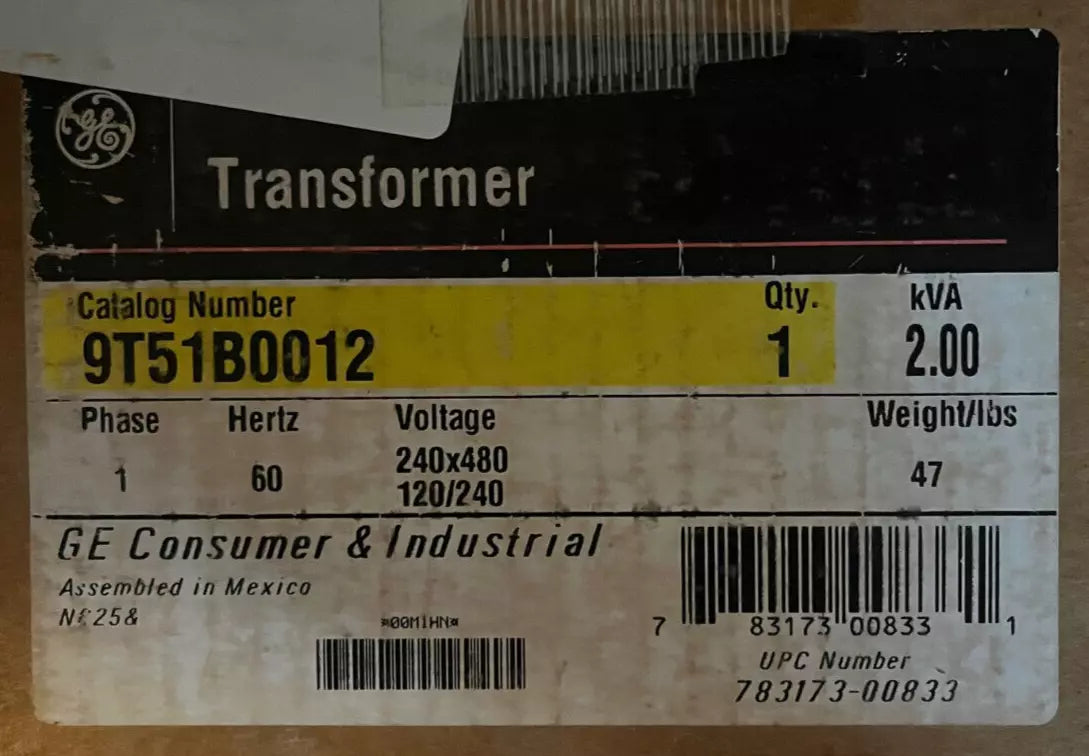 GE
Transformer
Catalog Number Qty. kVA
9T51B0012 1 2.00
Phase Hertz Voltage Weight/lbs
1 60 240x480 47
120/240
GE Consumer & Industrial
Assembled in Mexico
*00M1HN*
7 83173 00833 1
UPC Number
783173-00833